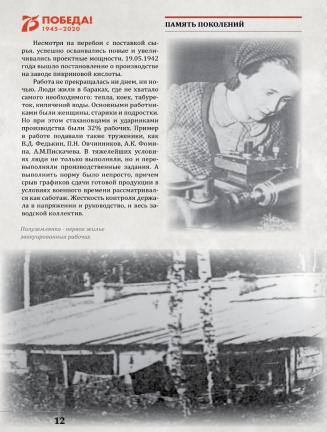 75 ПОБЕДА!
1945–2020
ПАМЯТЬ ПОКОЛЕНИЙ
Несмотря на перебои с поставкой сы-
рья, успешно осваивались новые и увели-
чивались проектные мощности. 19.05.1942
года вышло постановление о производстве
на заводе пикриновой кислоты.
Работа не прекращалась ни днем, ни но-
чью. Люди жили в бараках, где не хватало
самого необходимого: тепла, коек, табуре-
ток, кипяченой воды. Основными работни-
ками были женщины, старики и подростки.
Но при этом стахановцами и ударниками
производства были 32% рабочих. Пример
в работе подавали такие труженики, как
В.Д. Федькин, П.Н. Овчинников, А.К. Фоми-
на, А.М.Пискачева. В тяжелейших услови-
ях люди не только выполняли, но и пере-
выполняли производственные задания. А
выполнить норму было непросто, причем
срыв графиков сдачи готовой продукции в
условиях военного времени рассматривал-
ся как саботаж. Жесткость контроля держа-
ла в напряжении и руководство, и весь за-
водской коллектив.
Полуземлянка - первое жилье
эвакуированных рабочих
12